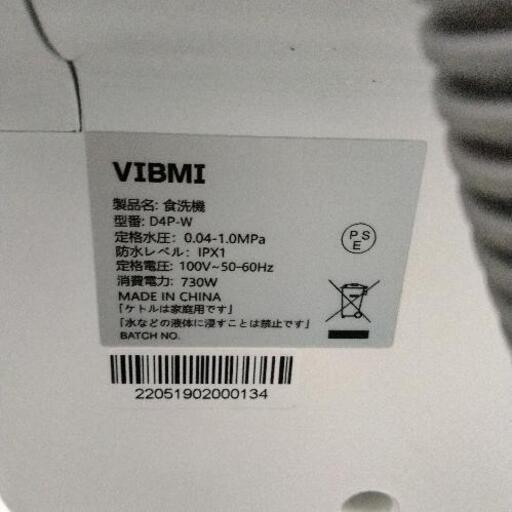 VIBMI
製品名: 食洗機
型番: D4P-W
定格水圧: 0.04-1.0MPa
防水レベル: IPX1
定格電圧: 100V~50-60Hz
消費電力: 730W
MADE IN CHINA
「ケトルは家庭用です」
「水などの液体に浸すことは禁止です」
BATCH NO.
PSE
22051902000134